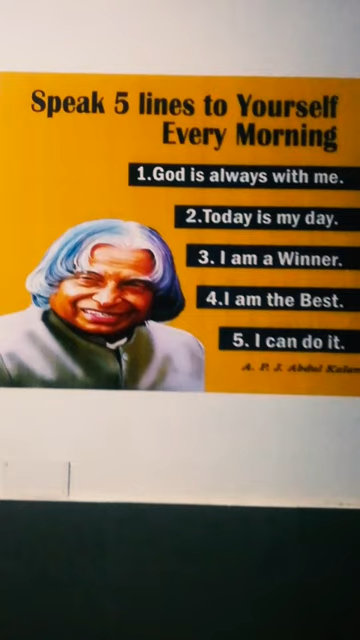 Speak 5 lines to Yourself
Every Morning
1.God is always with me.
2.Today is my day.
3. I am a Winner.
4.I am the Best.
5. I can do it.
A. P. J. Abdul Kalam